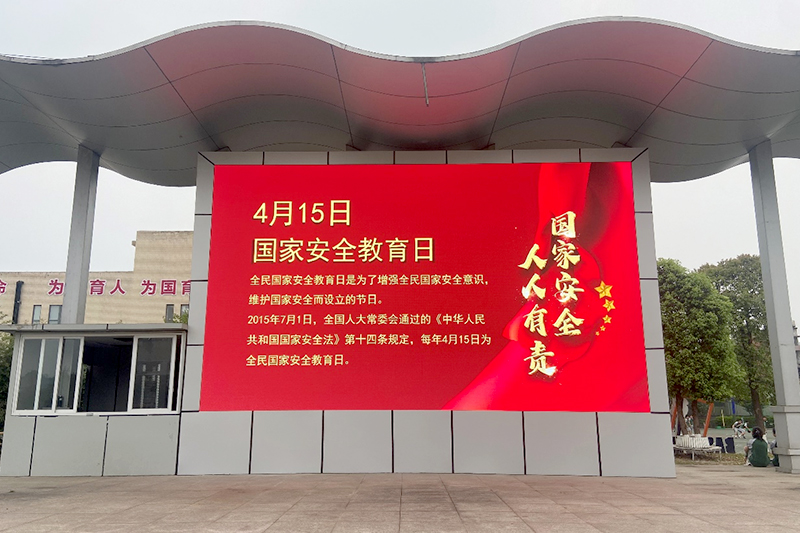 4月15日
国家安全教育日
全民国家安全教育日是为了增强全民国家安全意识，
维护国家安全而设立的节日。
2015年7月1日，全国人大常委会通过的《中华人民
共和国国家安全法》第十四条规定，每年4月15日为
全民国家安全教育日。
国家安全
人人有责
命 为党育人 为国育